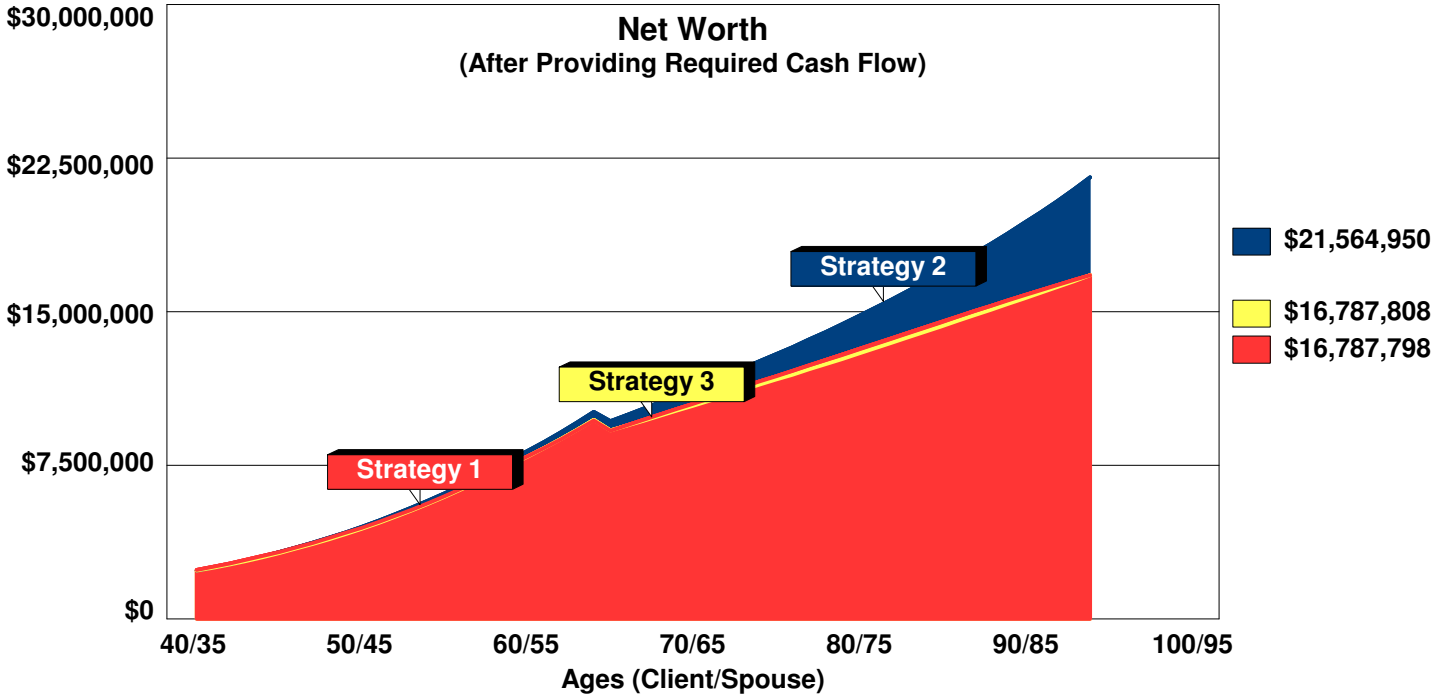 $30,000,000
Net Worth
(After Providing Required Cash Flow)
$22,500,000
$21,564,950
Strategy 2
$15,000,000
$16,787,808
$16,787,798
Strategy 3
$7,500,000
Strategy 1
$0
40/35 50/45 60/55 70/65 80/75 90/85 100/95
Ages (Client/Spouse)